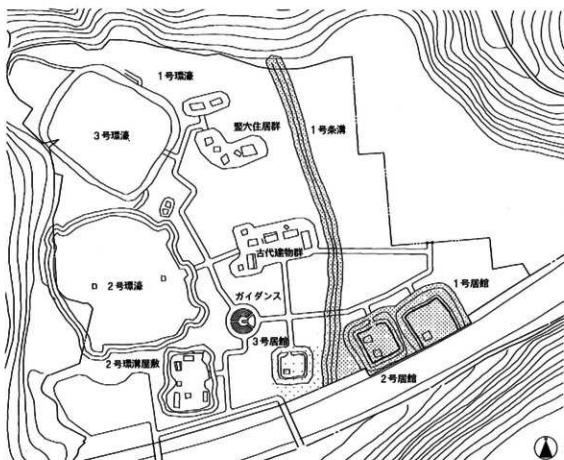 1号環濠
3号環濠
竪穴住居群
1号条溝
古代建物群
2号環濠
ガイダンス
1号居館
3号居館
2号環溝屋敷
2号居館